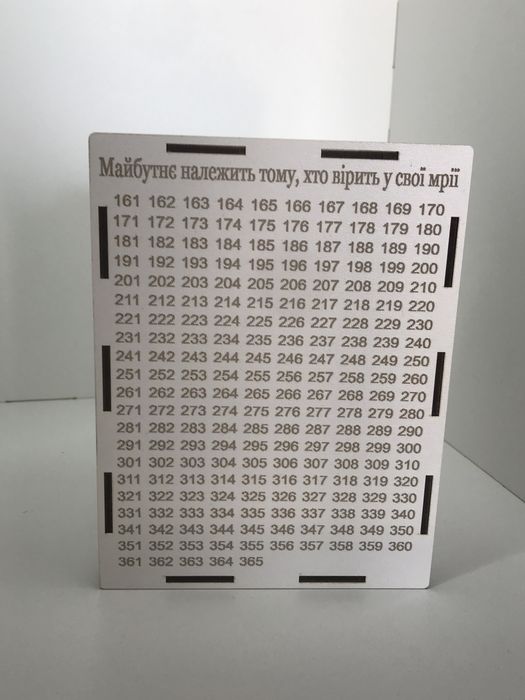 Майбутнє належить тому, хто вірить у свої мрії
161 162 163 164 165 166 167 168 169 170
171 172 173 174 175 176 177 178 179 180
181 182 183 184 185 186 187 188 189 190
191 192 193 194 195 196 197 198 199 200
201 202 203 204 205 206 207 208 209 210
211 212 213 214 215 216 217 218 219 220
221 222 223 224 225 226 227 228 229 230
231 232 233 234 235 236 237 238 239 240
241 242 243 244 245 246 247 248 249 250
251 252 253 254 255 256 257 258 259 260
261 262 263 264 265 266 267 268 269 270
271 272 273 274 275 276 277 278 279 280
281 282 283 284 285 286 287 288 289 290
291 292 293 294 295 296 297 298 299 300
301 302 303 304 305 306 307 308 309 310
311 312 313 314 315 316 317 318 319 320
321 322 323 324 325 326 327 328 329 330
331 332 333 334 335 336 337 338 339 340
341 342 343 344 345 346 347 348 349 350
351 352 353 354 355 356 357 358 359 360
361 362 363 364 365